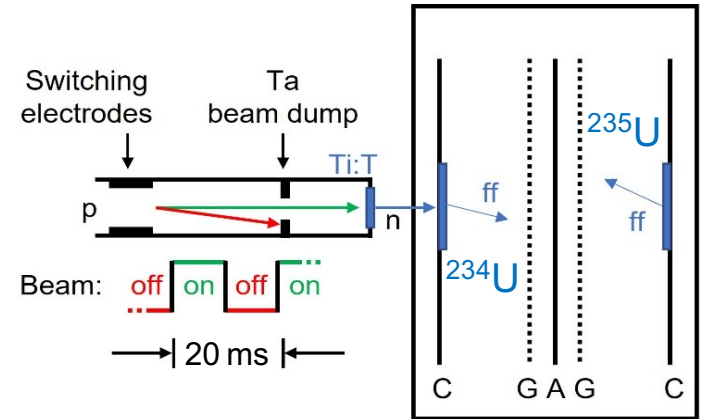 Switching
electrodes
Ta
beam dump
Ti:T
p
n
ff
ff
235U
234U
Beam: off on off on
20 ms
C G A G C